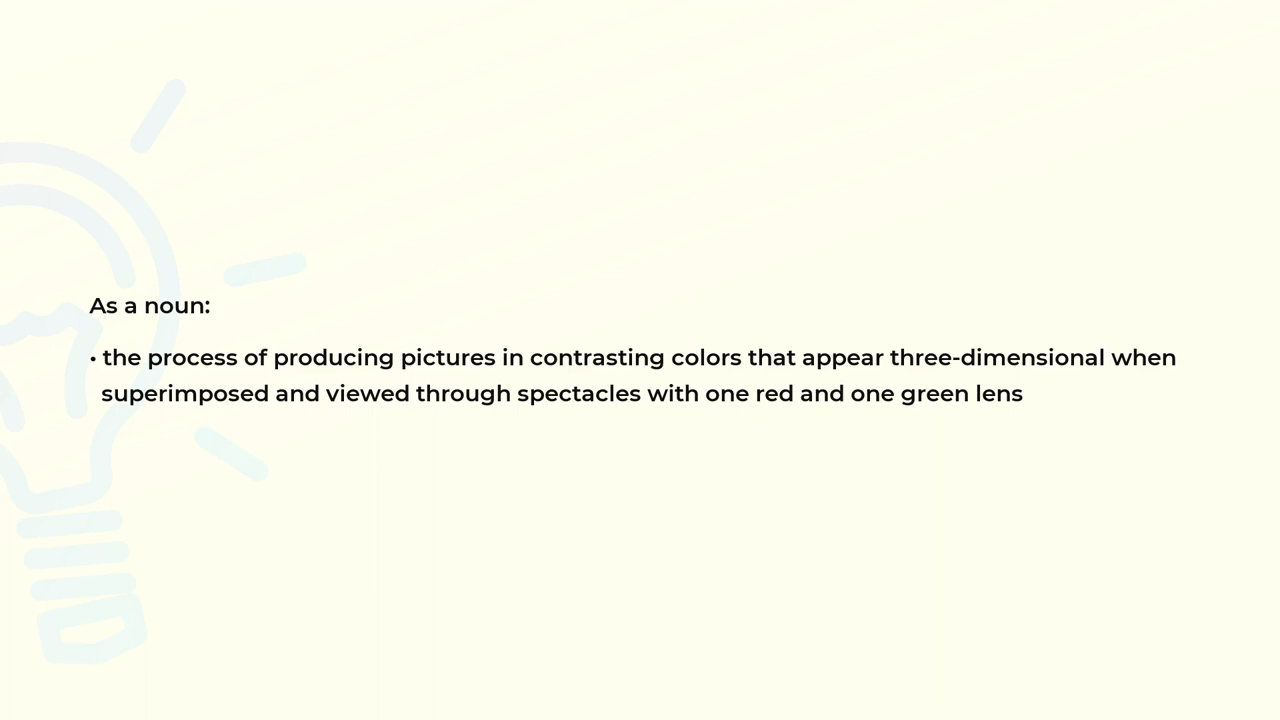 As a noun:
• the process of producing pictures in contrasting colors that appear three-dimensional when
superimposed and viewed through spectacles with one red and one green lens